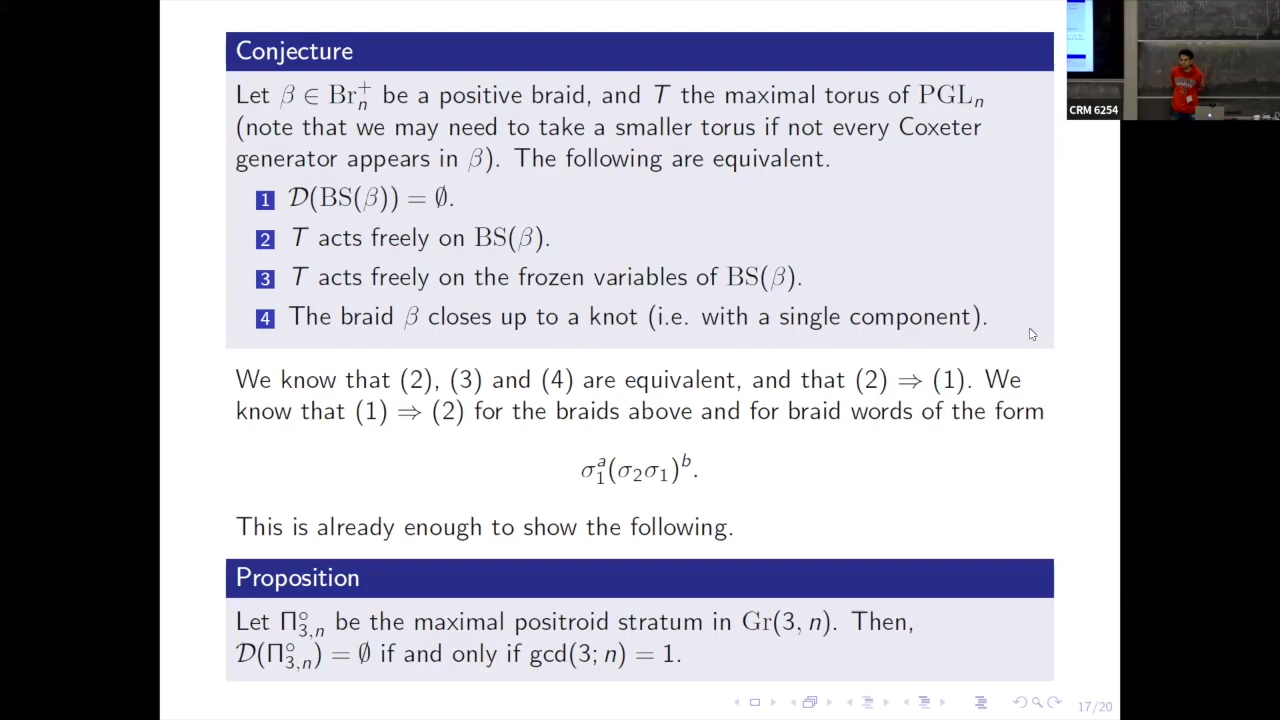 Conjecture
Let β ∈ Br⁺ₙ be a positive braid, and T the maximal torus of PGLₙ
(note that we may need to take a smaller torus if not every Coxeter
generator appears in β). The following are equivalent.
1 𝒟(BS(β)) = ∅.
2 T acts freely on BS(β).
3 T acts freely on the frozen variables of BS(β).
4 The braid β closes up to a knot (i.e. with a single component).
We know that (2), (3) and (4) are equivalent, and that (2) ⇒ (1). We
know that (1) ⇒ (2) for the braids above and for braid words of the form
σ₁ᵃ(σ₂σ₁)ᵇ.
This is already enough to show the following.
Proposition
Let Π°₃,ₙ be the maximal positroid stratum in Gr(3, n). Then,
𝒟(Π°₃,ₙ) = ∅ if and only if gcd(3; n) = 1.
17/20
CRM 6254